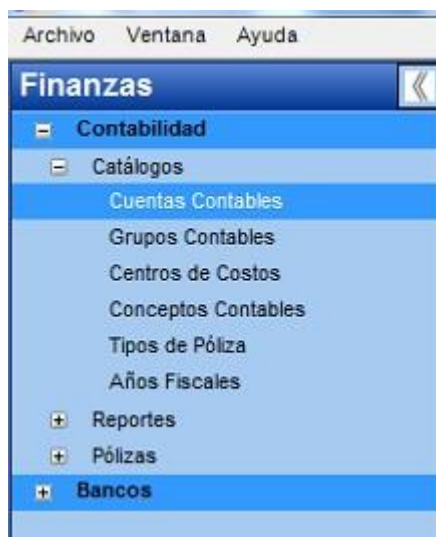 Archivo Ventana Ayuda
Finanzas
Contabilidad
Catálogos
Cuentas Contables
Grupos Contables
Centros de Costos
Conceptos Contables
Tipos de Póliza
Años Fiscales
Reportes
Pólizas
Bancos